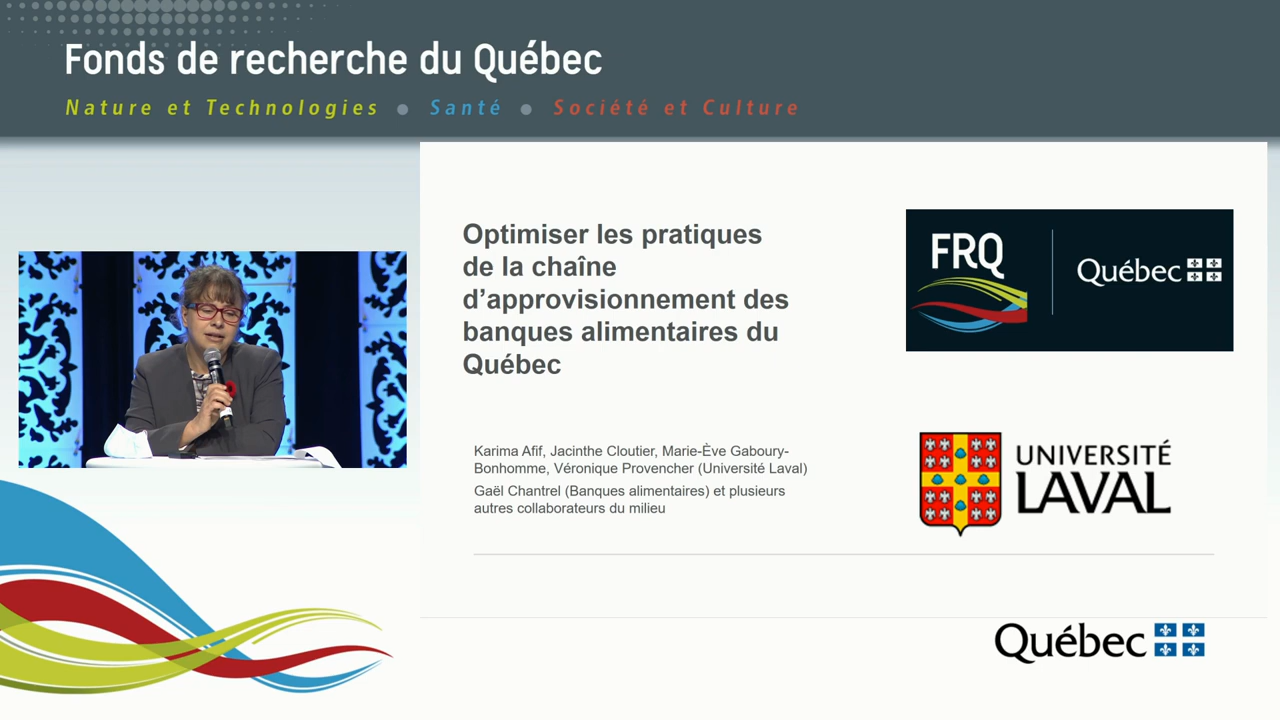 Fonds de recherche du Québec
Nature et Technologies ● Santé ● Société et Culture
Optimiser les pratiques
de la chaîne
d’approvisionnement des
banques alimentaires du
Québec
FRQ
Québec
Karima Afif, Jacinthe Cloutier, Marie-Ève Gaboury-
Bonhomme, Véronique Provencher (Université Laval)
Gaël Chantrel (Banques alimentaires) et plusieurs
autres collaborateurs du milieu
UNIVERSITÉ
LAVAL
Québec